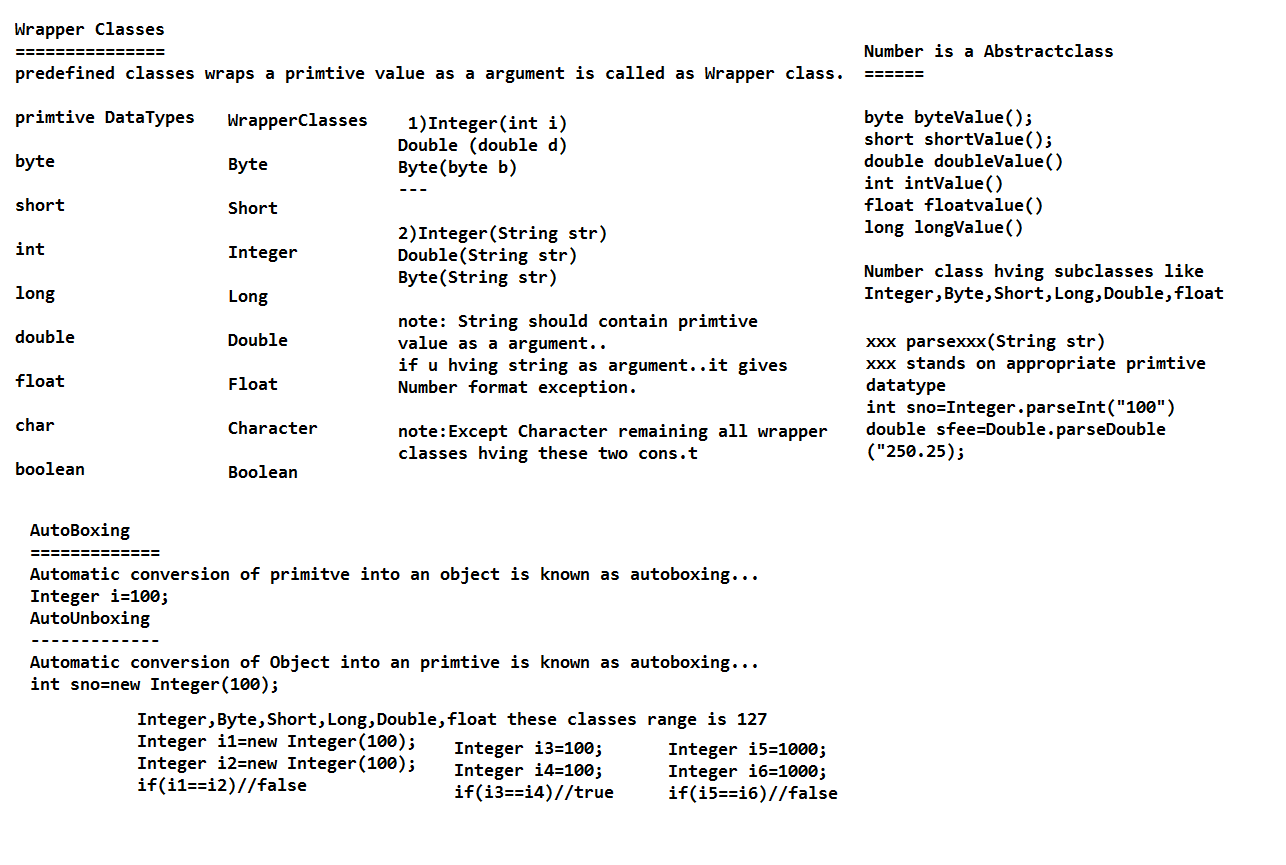 Wrapper Classes
===============
predefined classes wraps a primtive value as a argument is called as Wrapper class.
primtive DataTypes
byte
short
int
long
double
float
char
boolean
WrapperClasses
Byte
Short
Integer
Long
Double
Float
Character
Boolean
1)Integer(int i)
Double (double d)
Byte(byte b)
---
2)Integer(String str)
Double(String str)
Byte(String str)
note: String should contain primtive
value as a argument..
if u hving string as argument..it gives
Number format exception.
note:Except Character remaining all wrapper
classes hving these two cons.t
Number is a Abstractclass
======
byte byteValue();
short shortValue();
double doubleValue()
int intValue()
float floatvalue()
long longValue()
Number class hving subclasses like
Integer,Byte,Short,Long,Double,float
xxx parsexxx(String str)
xxx stands on appropriate primtive
datatype
int sno=Integer.parseInt("100")
double sfee=Double.parseDouble
("250.25);
AutoBoxing
=============
Automatic conversion of primitve into an object is known as autoboxing...
Integer i=100;
AutoUnboxing
-------------
Automatic conversion of Object into an primtive is known as autoboxing...
int sno=new Integer(100);
Integer,Byte,Short,Long,Double,float these classes range is 127
Integer i1=new Integer(100);
Integer i2=new Integer(100);
if(i1==i2)//false
Integer i3=100;
Integer i4=100;
if(i3==i4)//true
Integer i5=1000;
Integer i6=1000;
if(i5==i6)//false